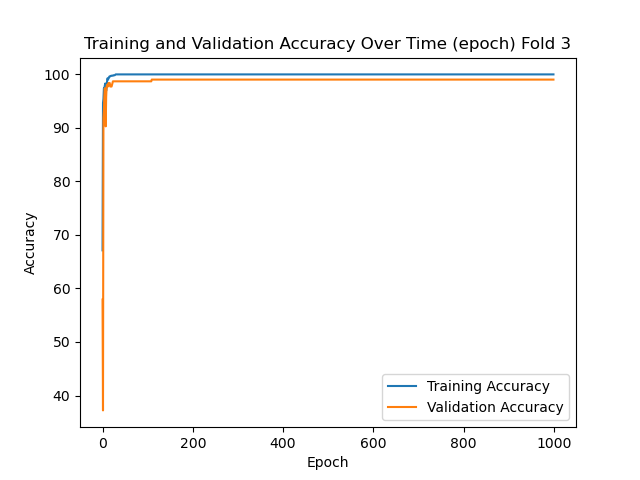 Training and Validation Accuracy Over Time (epoch) Fold 3
100
90
80
70
60
50
40
Accuracy
Training Accuracy
Validation Accuracy
0 200 400 600 800 1000
Epoch